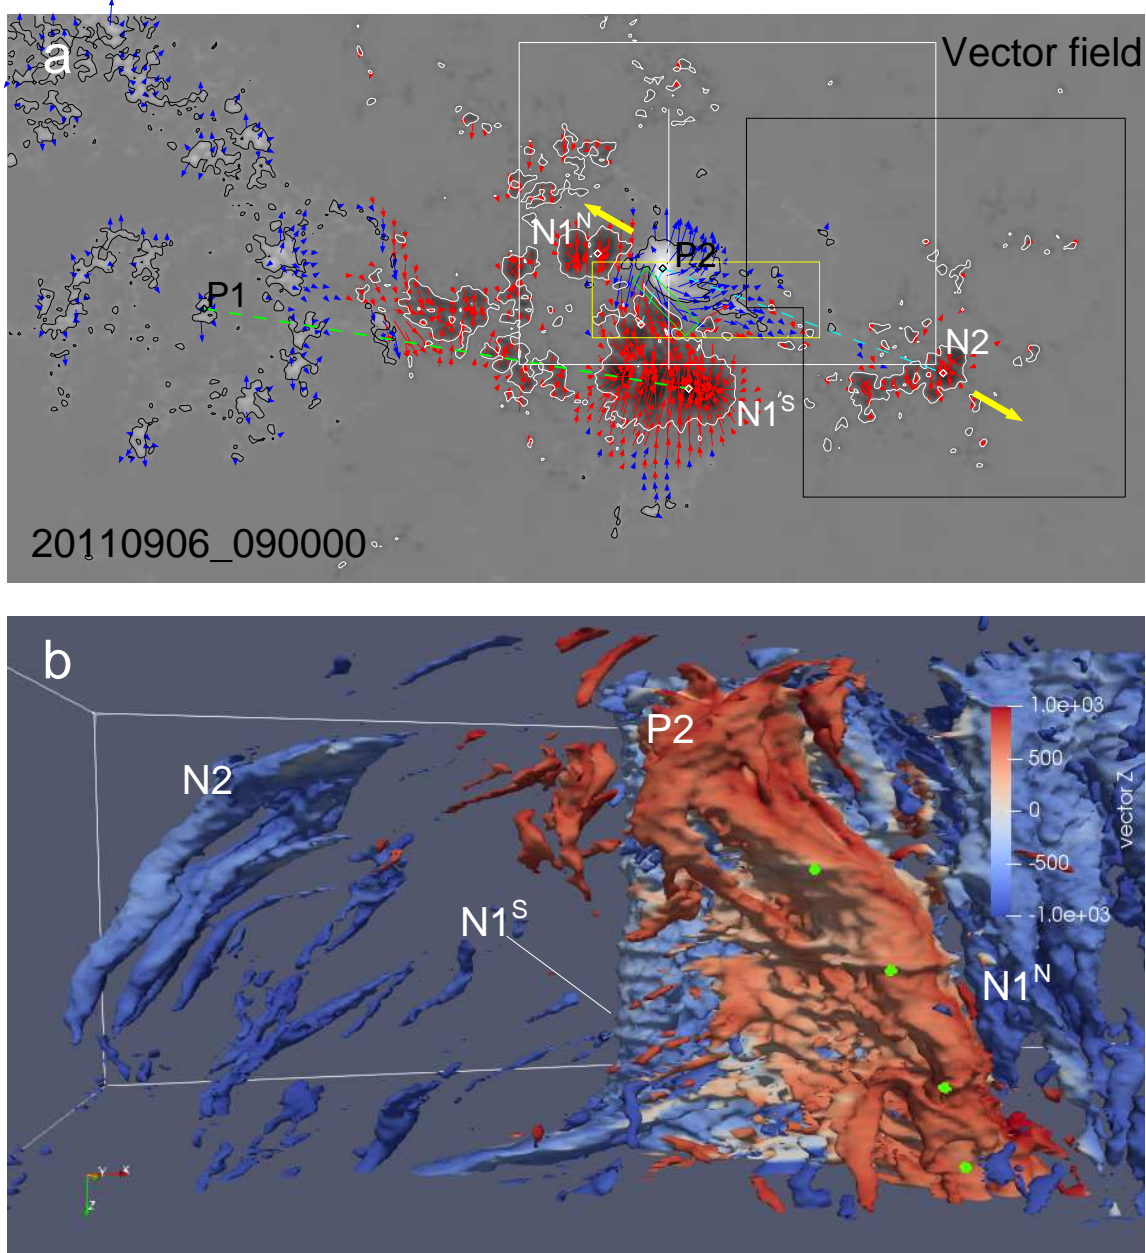 a
Vector field
N1N
P2
P1
N2
N1S
20110906_090000
b
P2
1.0e+03
500
0
-500
-1.0e+03
vector Z
N2
N1S
N1N
Y X
Z